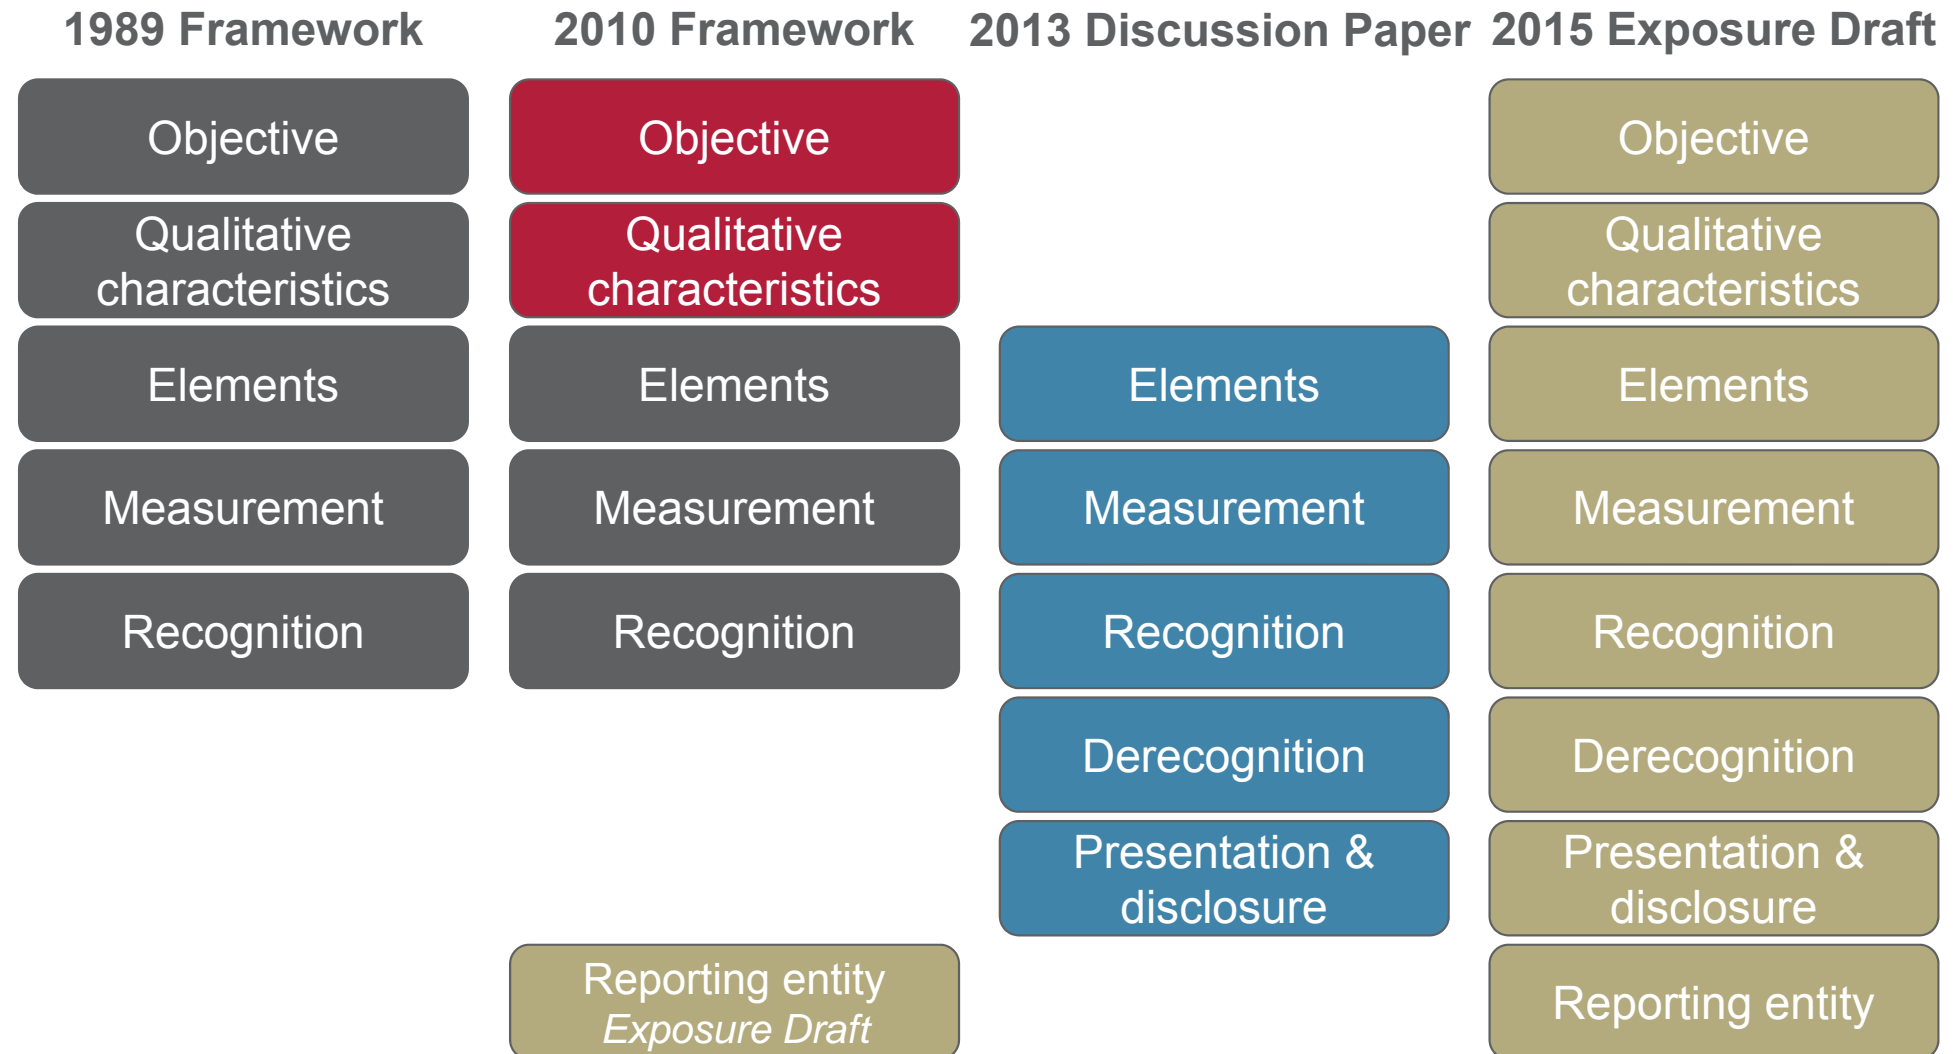 1989 Framework
2010 Framework
2013 Discussion Paper
2015 Exposure Draft
Objective
Objective
Objective
Qualitative
characteristics
Qualitative
characteristics
Qualitative
characteristics
Elements
Elements
Elements
Elements
Measurement
Measurement
Measurement
Measurement
Recognition
Recognition
Recognition
Recognition
Derecognition
Derecognition
Presentation &
disclosure
Presentation &
disclosure
Reporting entity
Exposure Draft
Reporting entity